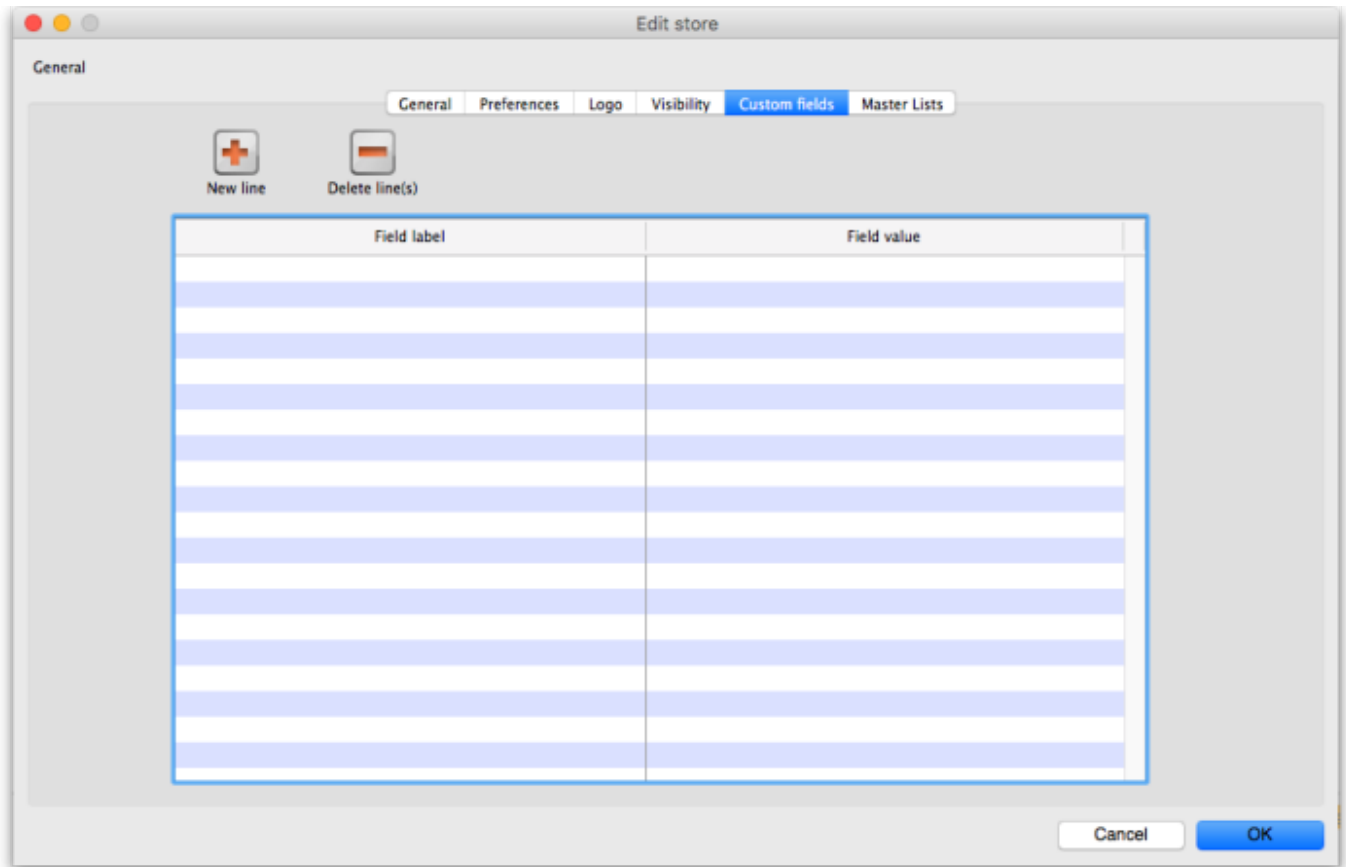 Edit store
General
General Preferences Logo Visibility Custom fields Master Lists
New line Delete line(s)
Field label Field value
Cancel OK